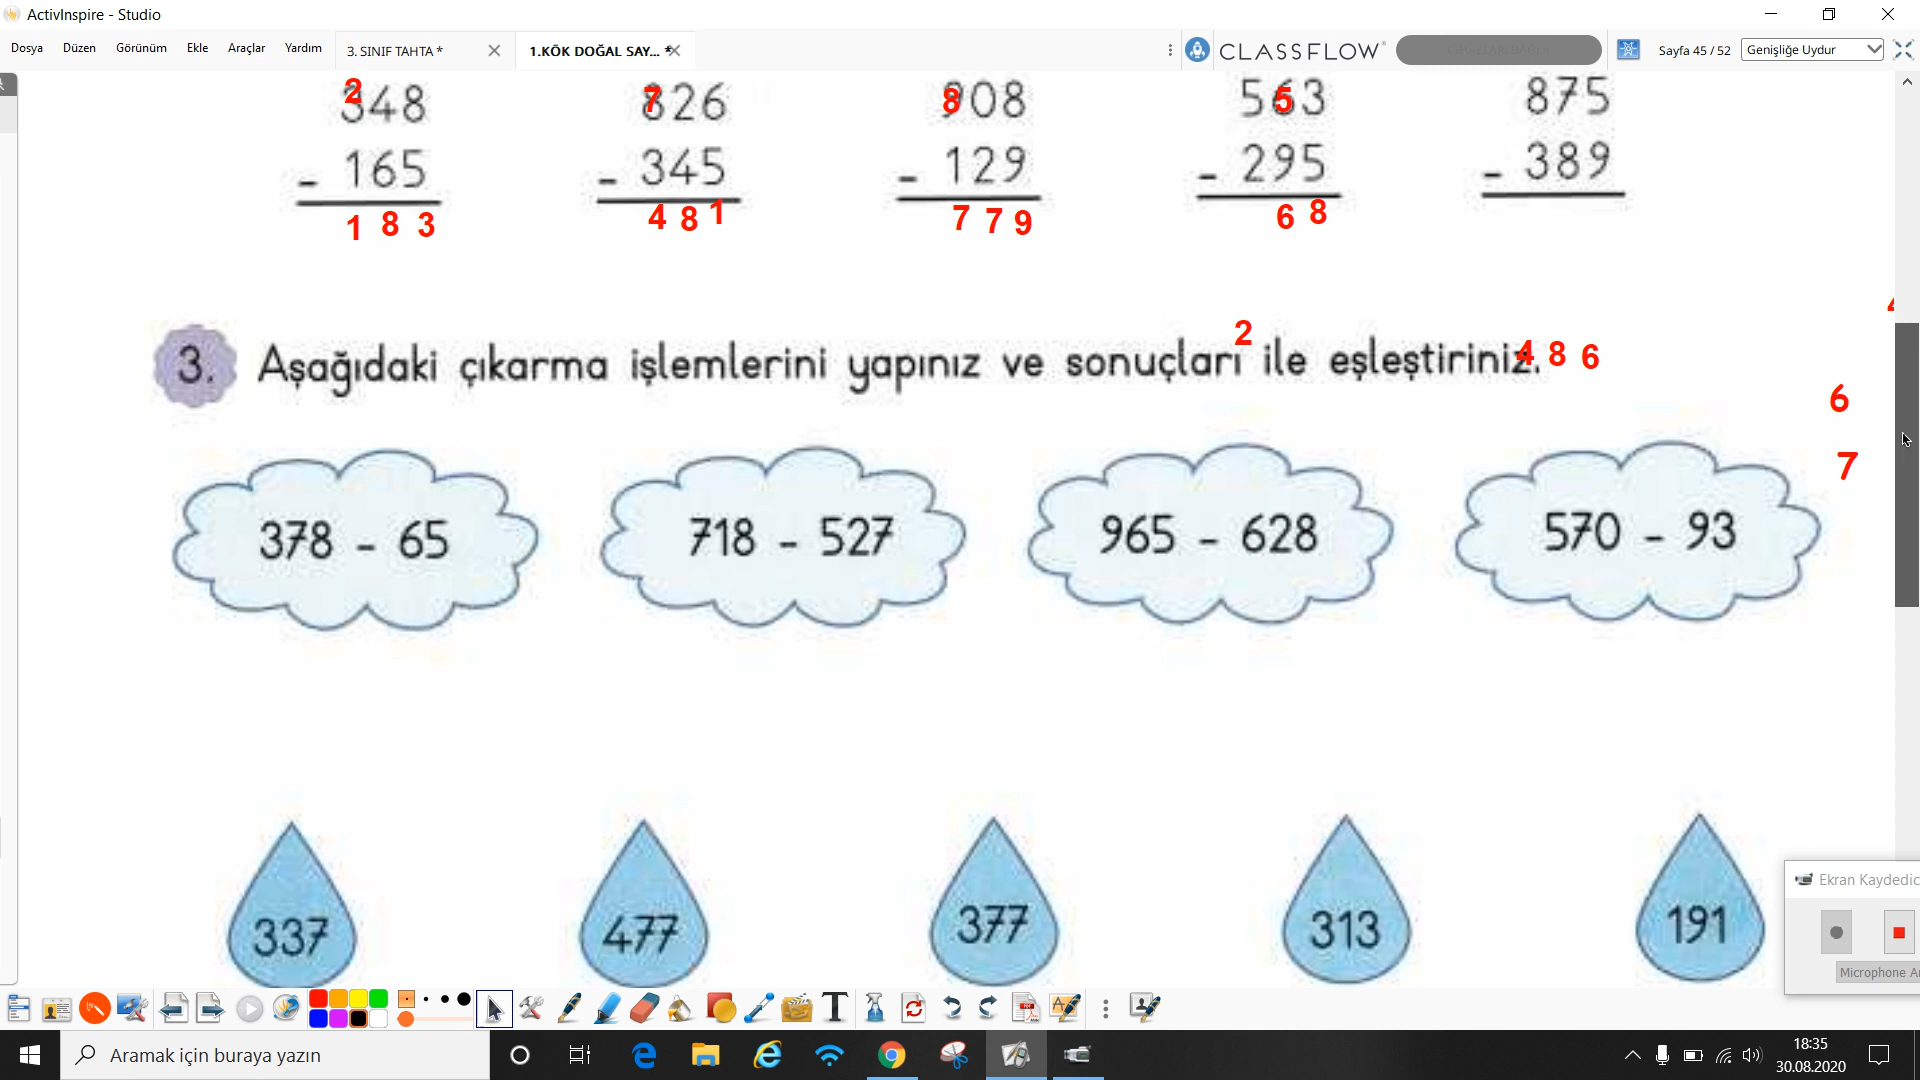 ActivInspire - Studio
Dosya Düzen Görünüm Ekle Araçlar Yardım 3. SINIF TAHTA * 1.KÖK DOĞAL SAY... * CLASSFLOW Sayfa 45 / 52 Genişliğe Uydur
2 7 8 5
348 826 908 563 875
- 165 - 345 - 129 - 295 - 389
1 8 3 4 8 1 7 7 9 6 8
2
3. Aşağıdaki çıkarma işlemlerini yapınız ve sonuçları ile eşleştiriniz. 4 8 6
6
7
378 - 65 718 - 527 965 - 628 570 - 93
337 477 377 313 191
Ekran Kaydedic
Microphone
T
Aramak için buraya yazın
18:35
30.08.2020